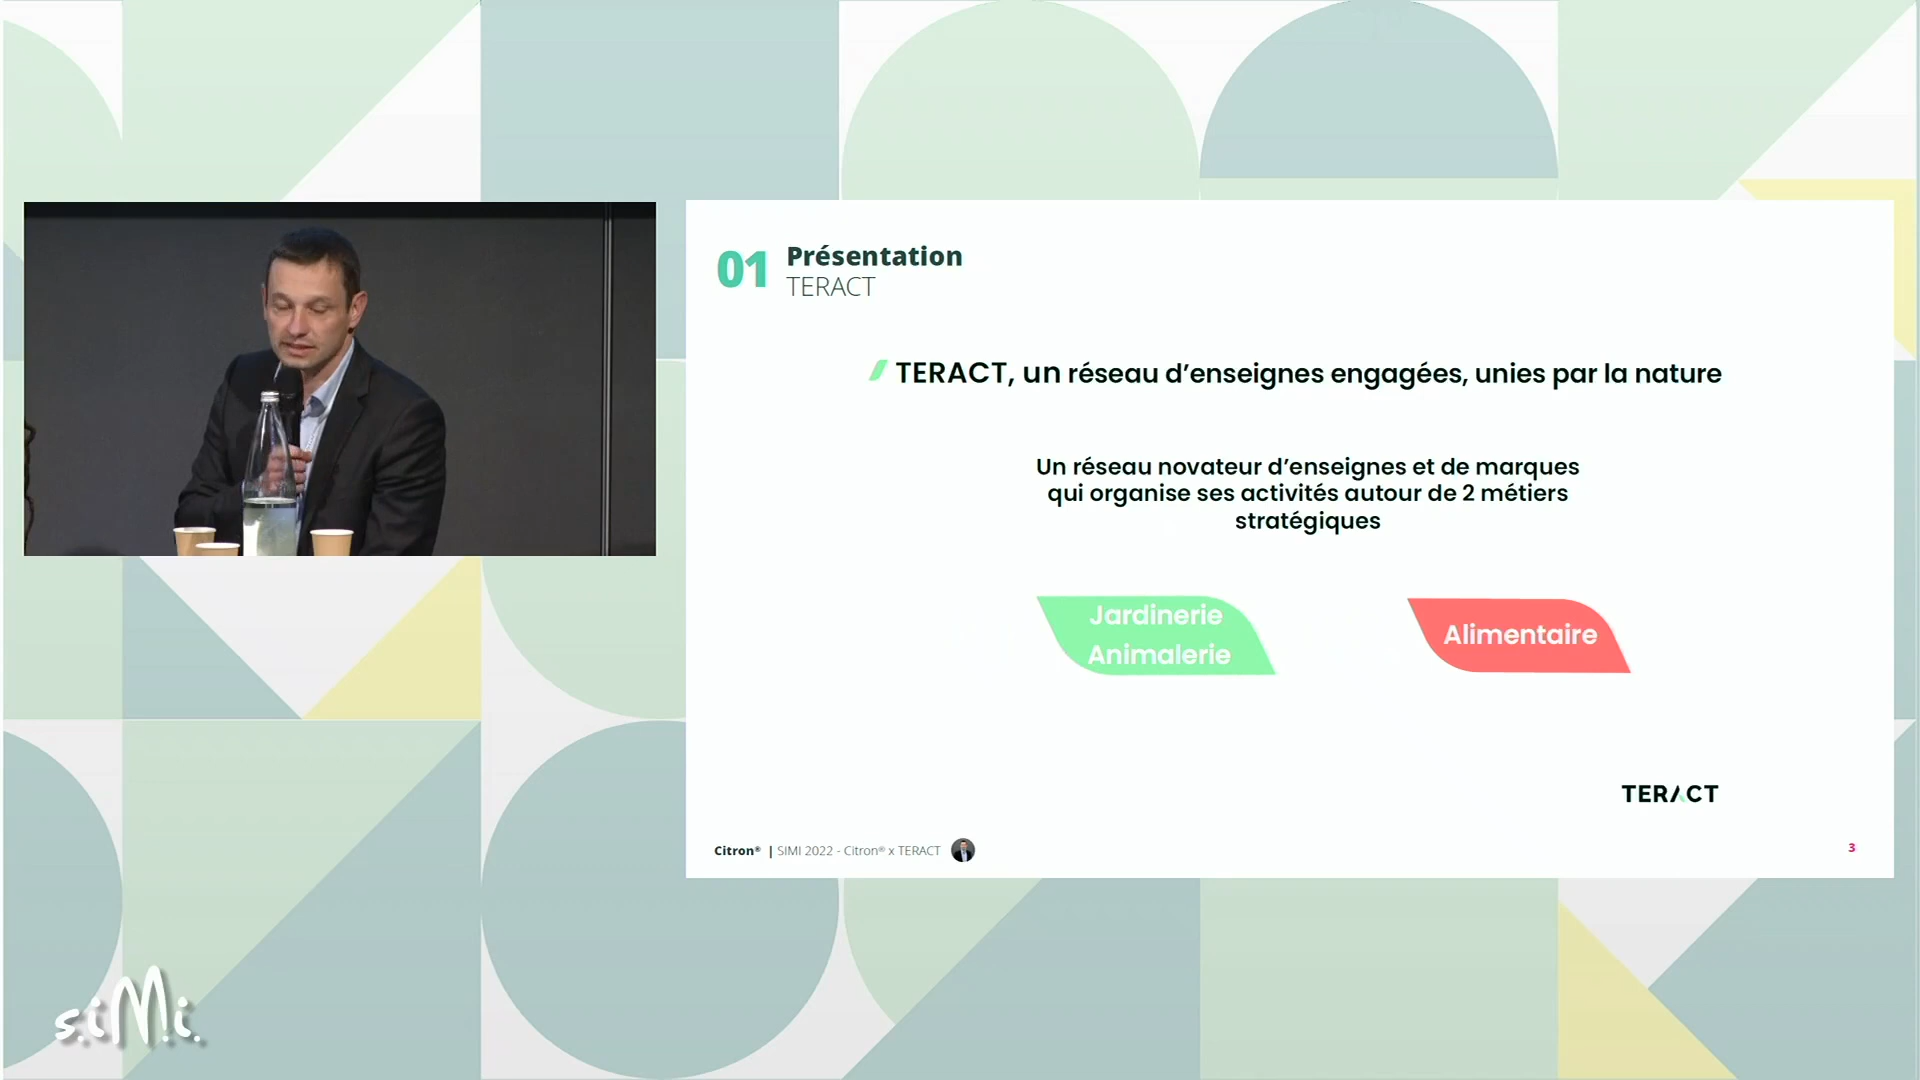 01 Présentation
TERACT
TERACT, un réseau d’enseignes engagées, unies par la nature
Un réseau novateur d’enseignes et de marques
qui organise ses activités autour de 2 métiers
stratégiques
Jardinerie
Animalerie
Alimentaire
TERACT
Citron® | SIMI 2022 - Citron® x TERACT
3
s.iMi.